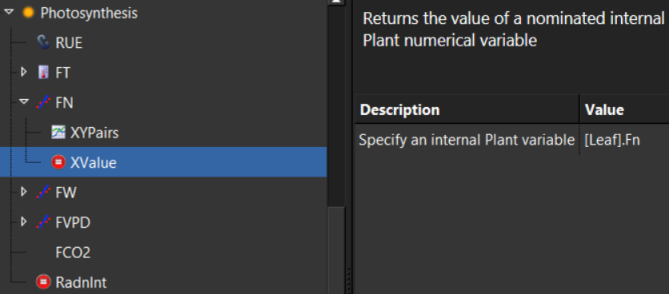 Photosynthesis
RUE
FT
FN
XYPairs
XValue
FW
FVPD
FCO2
RadnInt
Returns the value of a nominated internal
Plant numerical variable
Description Value
Specify an internal Plant variable [Leaf].Fn